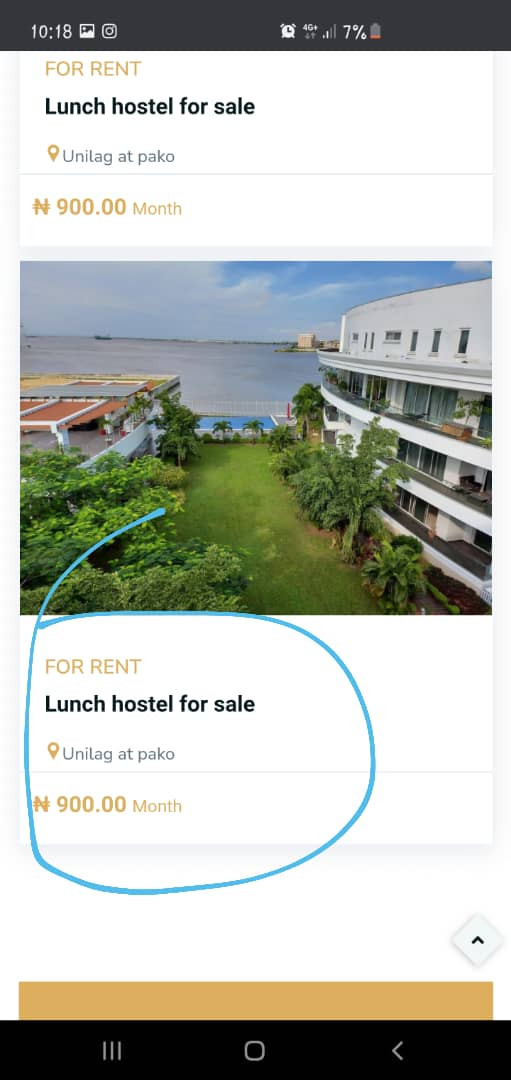 10:18 4G+ 7%
FOR RENT
Lunch hostel for sale
Unilag at pako
₦ 900.00 Month
FOR RENT
Lunch hostel for sale
Unilag at pako
₦ 900.00 Month